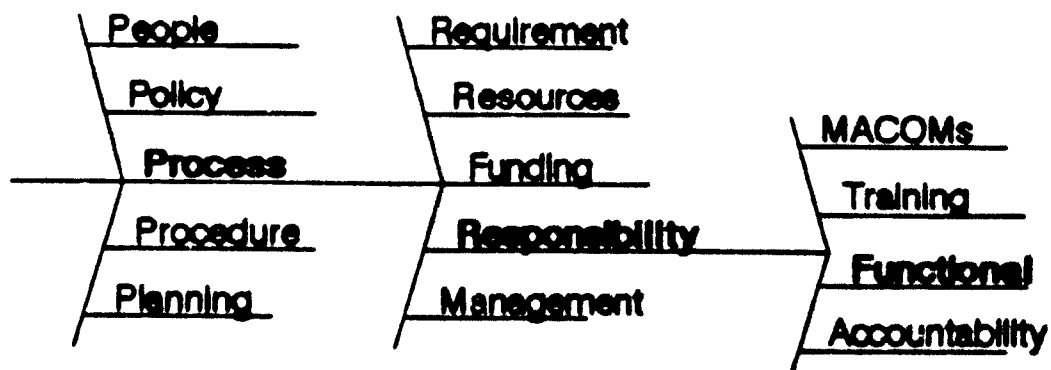 People
Policy
Process
Procedure
Planning
Requirement
Resources
Funding
Responsibility
Management
MACOMs
Training
Functional
Accountability